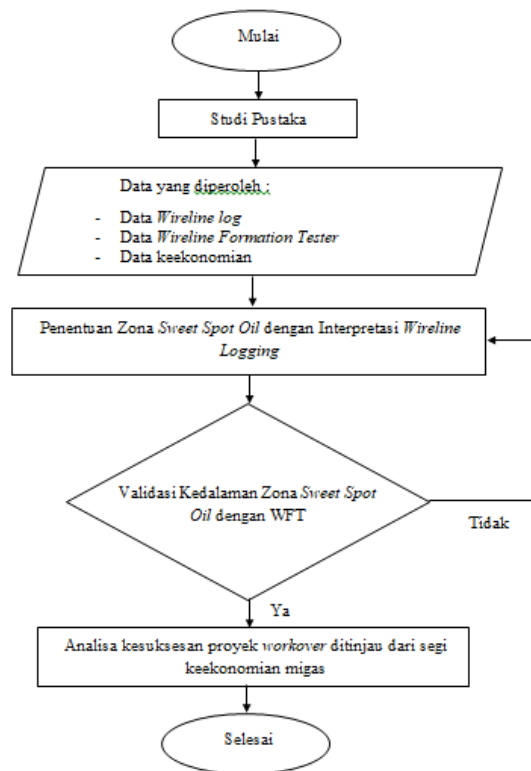 Mulai
Studi Pustaka
Data yang diperoleh :
- Data Wireline log
- Data Wireline Formation Tester
- Data keekonomian
Penentuan Zona Sweet Spot Oil dengan Interpretasi Wireline
Logging
Validasi Kedalaman Zona Sweet Spot
Oil dengan WFT
Tidak
Ya
Analisa kesuksesan proyek workover ditinjau dari segi
keekonomian migas
Selesai